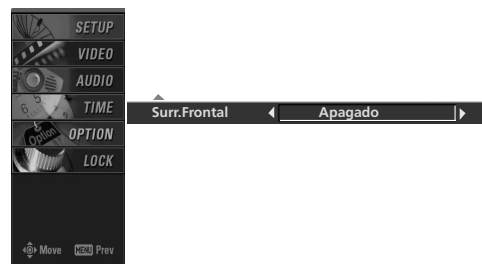 SETUP
VIDEO
AUDIO
TIME
OPTION
LOCK
Surr.Frontal Apagado
Move MENU Prev